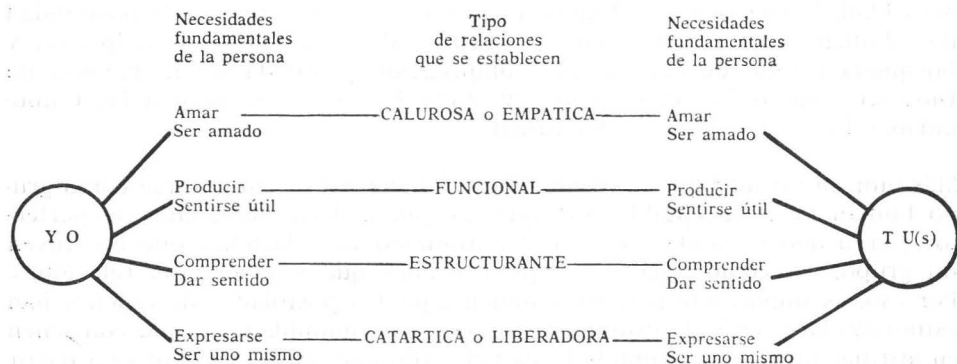 Necesidades fundamentales de la persona
Tipo de relaciones que se establecen
Necesidades fundamentales de la persona
Amar
Ser amado
CALUROSA o EMPATICA
Amar
Ser amado
Producir
Sentirse útil
FUNCIONAL
Producir
Sentirse útil
Y O
T U(s)
Comprender
Dar sentido
ESTRUCTURANTE
Comprender
Dar sentido
Expresarse
Ser uno mismo
CATARTICA o LIBERADORA
Expresarse
Ser uno mismo